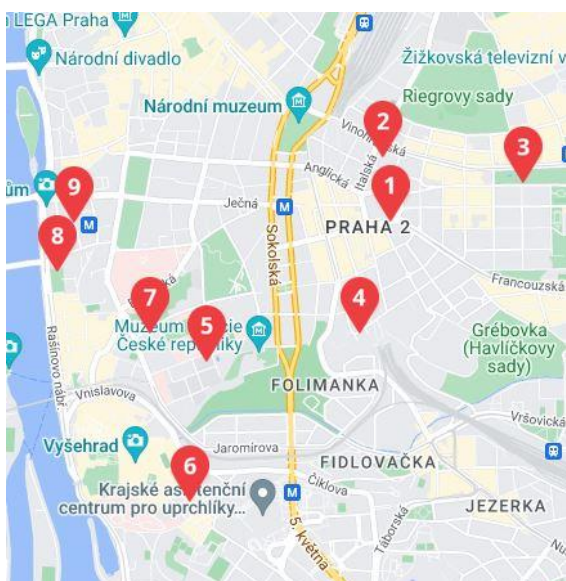 LEGA Praha
Národní divadlo
Žižkovská televizní v
Riegrovy sady
Národní muzeum
Vinohradská
2
Anglická
Italská
3
1
9
ům
Ječná
M
M
PRAHA 2
8
Sokolská
Francouzská
7
4
5
Muzeum
České republiky
Grébovka
(Havlíčkovy
sady)
Rašínovo nábř.
FOLIMANKA
Vnislavova
Vršovická
Vyšehrad
Jaromírova
FIDLOVAČKA
6
Čiklova
Krajské asistenční
centrum pro uprchlíky...
M
JEZERKA
5. května
Táborská